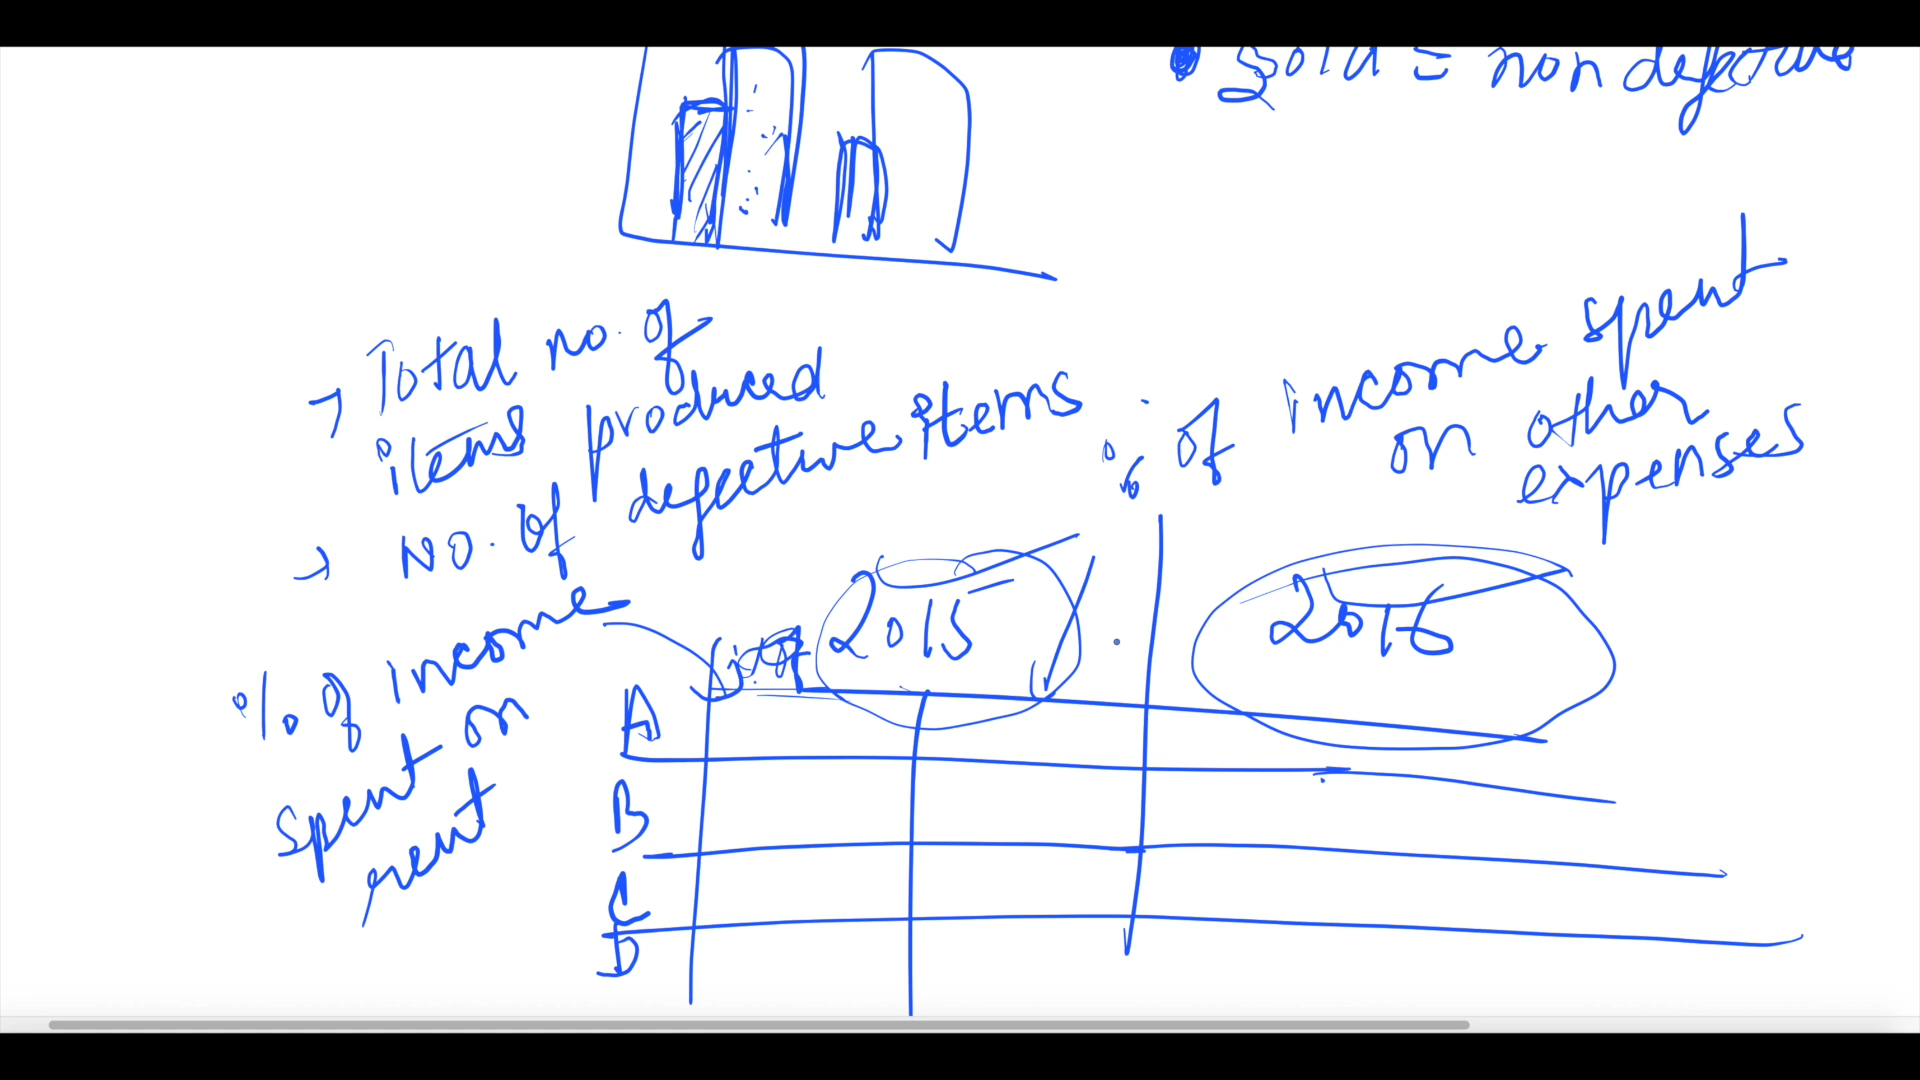 Sold = non defective
→ Total no. of
items produced
→ No. of defective items
% of income spent
on other
expenses
% of income
spent on
rent
2015
2016
A
B
C
D